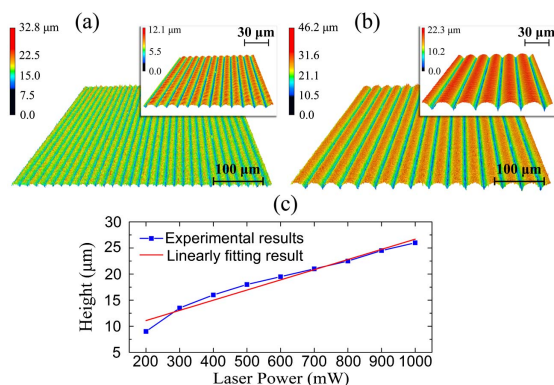 (a)
32.8 µm
22.5
15.0
7.5
0.0
12.1 µm
5.0
0.0
30 µm
100 µm
(b)
46.2 µm
31.6
21.1
10.5
0.0
22.3 µm
10.2
0.0
30 µm
100 µm
(c)
Experimental results
Linearly fitting result
Height (µm)
30
25
20
15
10
5
200 300 400 500 600 700 800 900 1000
Laser Power (mW)